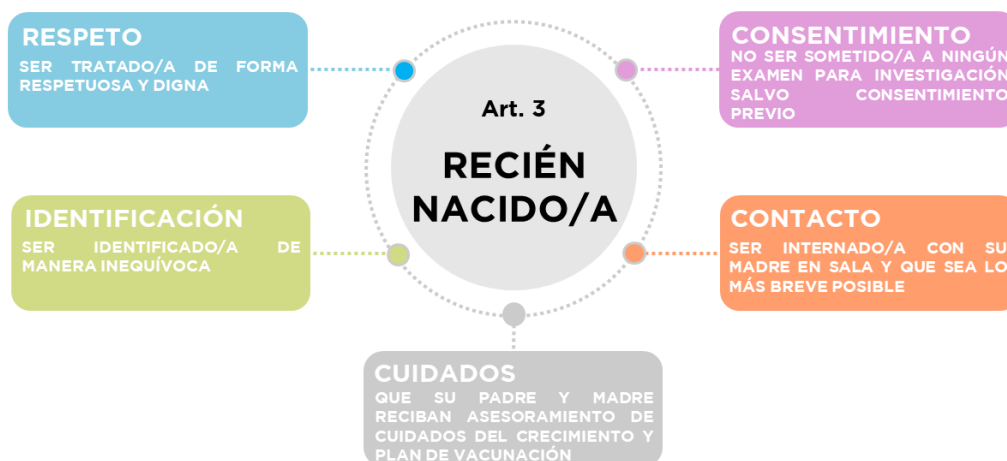 RESPETO
SER TRATADO/A DE FORMA
RESPETUOSA Y DIGNA
CONSENTIMIENTO
NO SER SOMETIDO/A A NINGÚN
EXAMEN PARA INVESTIGACIÓN
SALVO CONSENTIMIENTO
PREVIO
Art. 3
RECIÉN
NACIDO/A
IDENTIFICACIÓN
SER IDENTIFICADO/A DE
MANERA INEQUÍVOCA
CONTACTO
SER INTERNADO/A CON SU
MADRE EN SALA Y QUE SEA LO
MÁS BREVE POSIBLE
CUIDADOS
QUE SU PADRE Y MADRE
RECIBAN ASESORAMIENTO DE
CUIDADOS DEL CRECIMIENTO Y
PLAN DE VACUNACIÓN